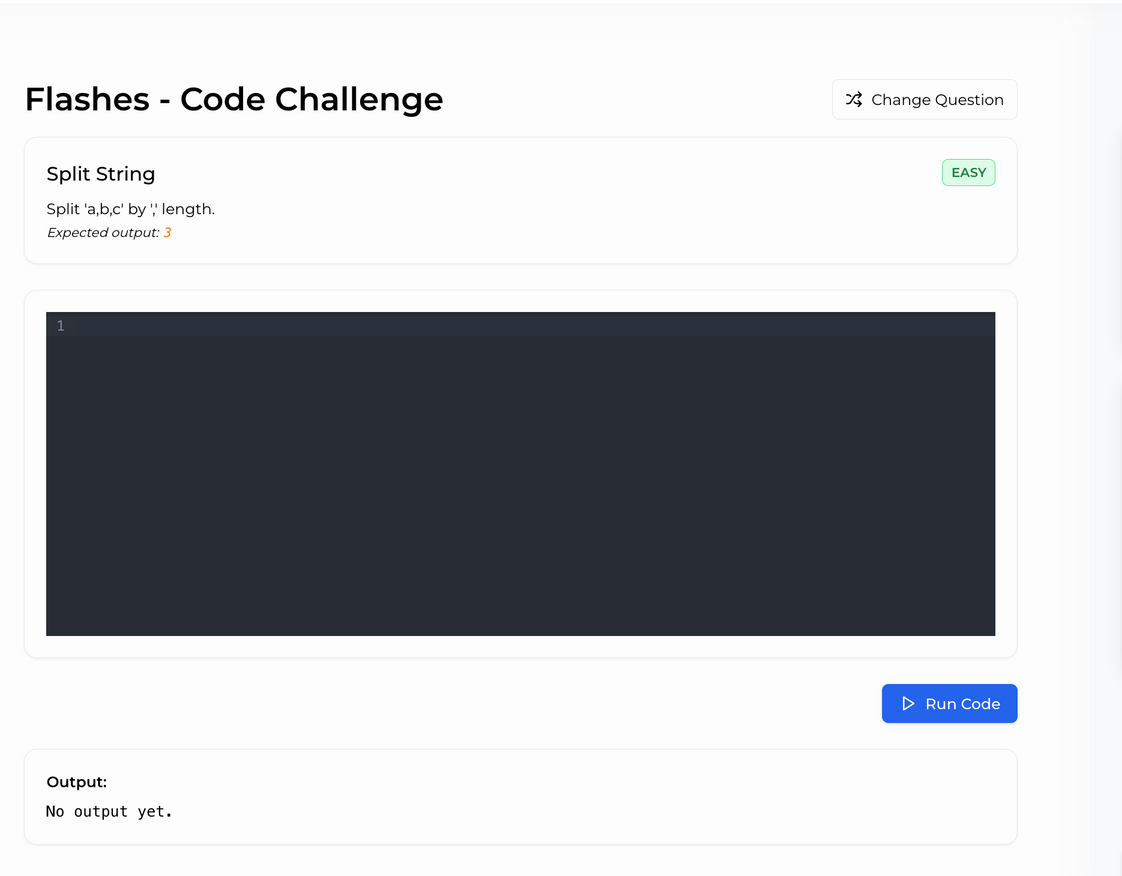 Flashes - Code Challenge
Change Question
Split String
EASY
Split 'a,b,c' by ',' length.
Expected output: 3
1
Run Code
Output:
No output yet.